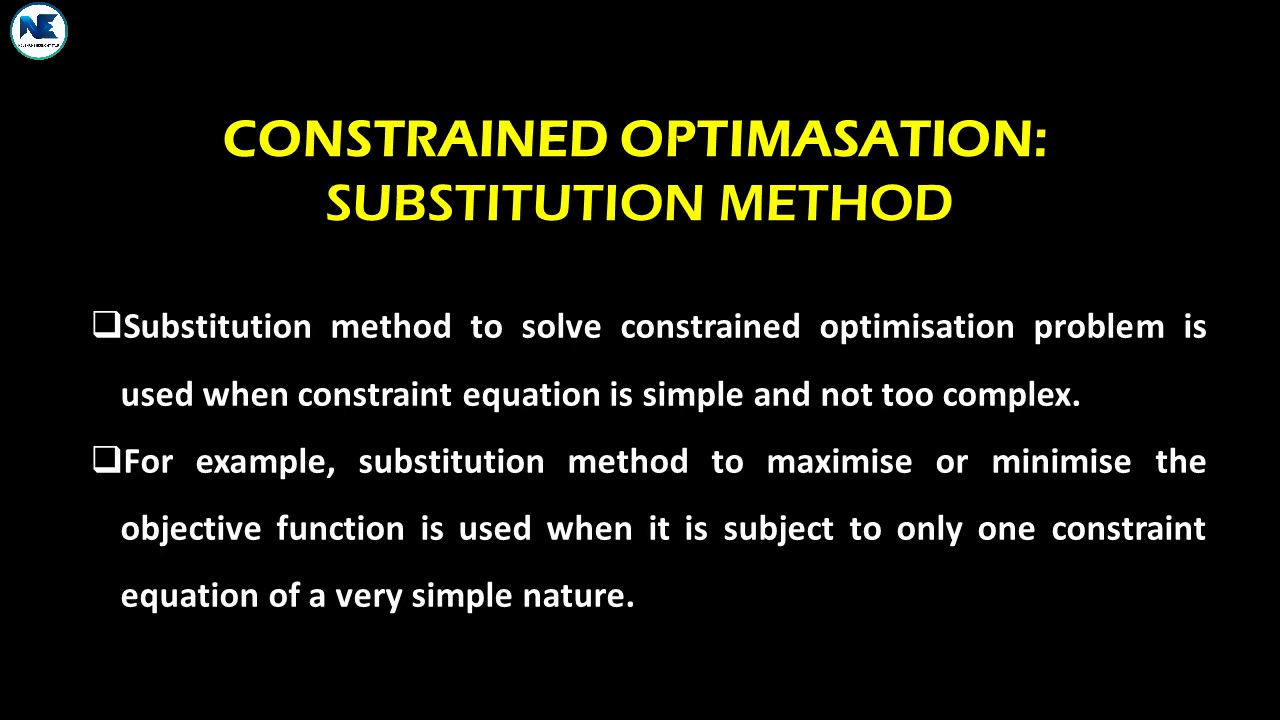 NE
CONSTRAINED OPTIMASATION:
SUBSTITUTION METHOD
❑Substitution method to solve constrained optimisation problem is
used when constraint equation is simple and not too complex.
❑For example, substitution method to maximise or minimise the
objective function is used when it is subject to only one constraint
equation of a very simple nature.